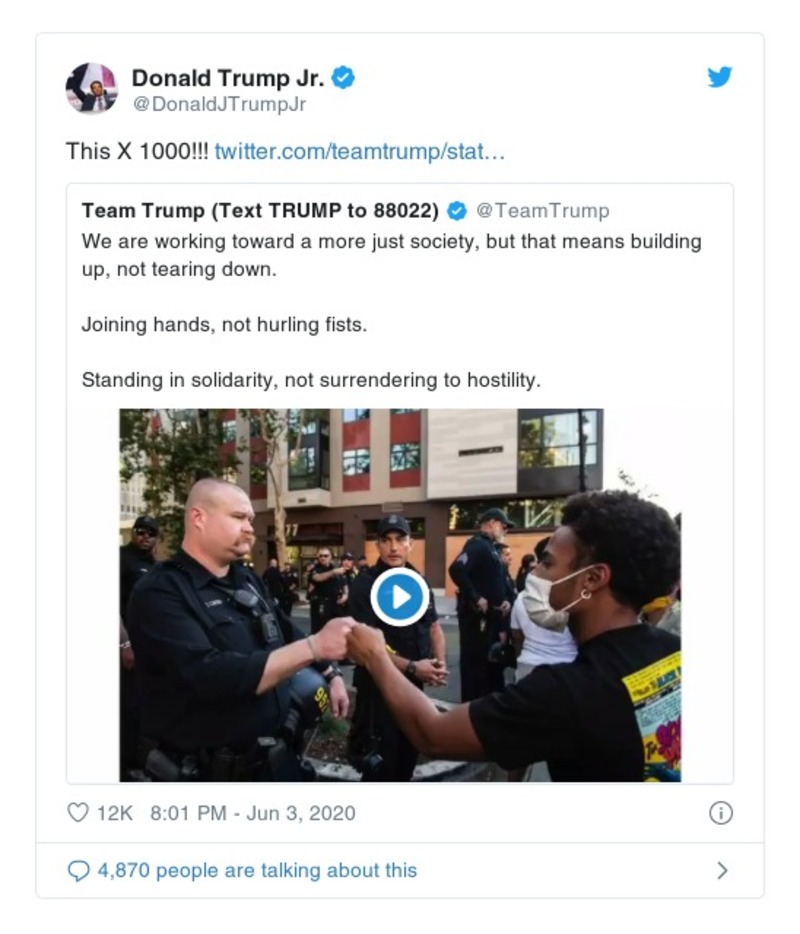 Donald Trump Jr.
@DonaldJTrumpJr
This X 1000!!! twitter.com/teamtrump/stat…
Team Trump (Text TRUMP to 88022) @TeamTrump
We are working toward a more just society, but that means building
up, not tearing down.
Joining hands, not hurling fists.
Standing in solidarity, not surrendering to hostility.
77
12K 8:01 PM - Jun 3, 2020
4,870 people are talking about this